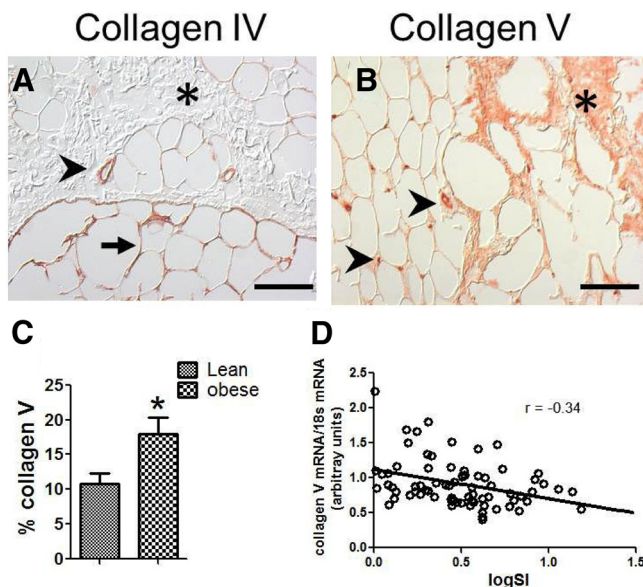 Collagen IV
Collagen V
A
*
B
*
C
Lean
obese
% collagen V
25
20
15
10
5
0
*
D
collagen V mRNA/18s mRNA
(arbitray units)
2.5
2.0
1.5
1.0
0.5
0.0
r = -0.34
0.0
0.5
1.0
1.5
logSI